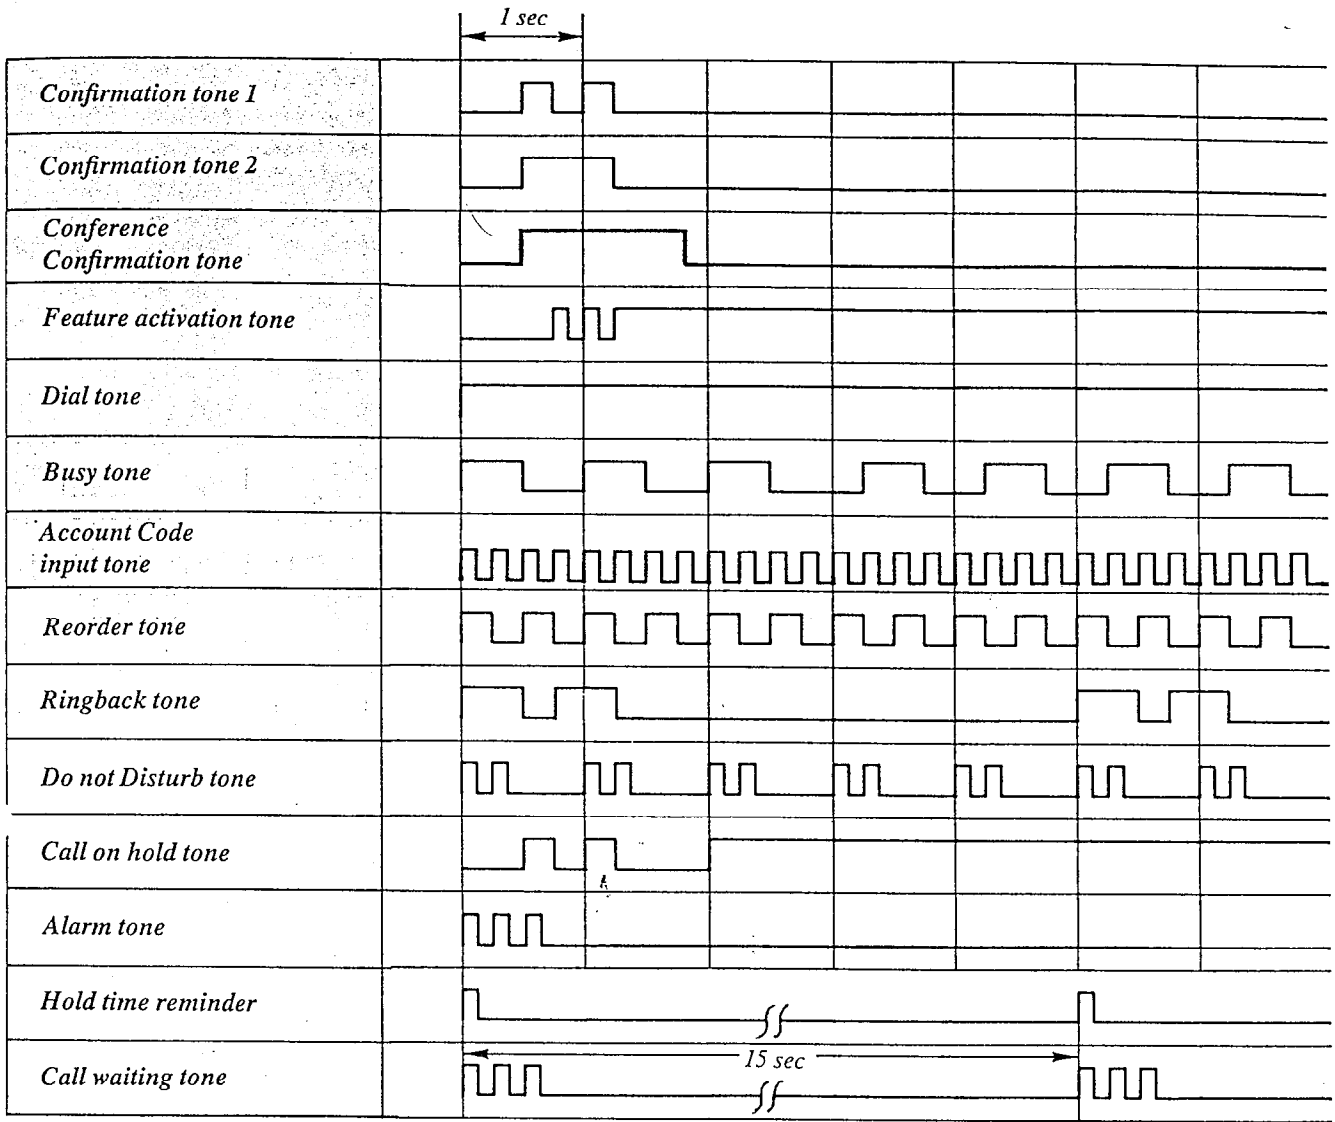 1 sec
Confirmation tone 1
Confirmation tone 2
Conference
Confirmation tone
Feature activation tone
Dial tone
Busy tone
Account Code
input tone
Reorder tone
Ringback tone
Do not Disturb tone
Call on hold tone
Alarm tone
Hold time reminder
15 sec
Call waiting tone